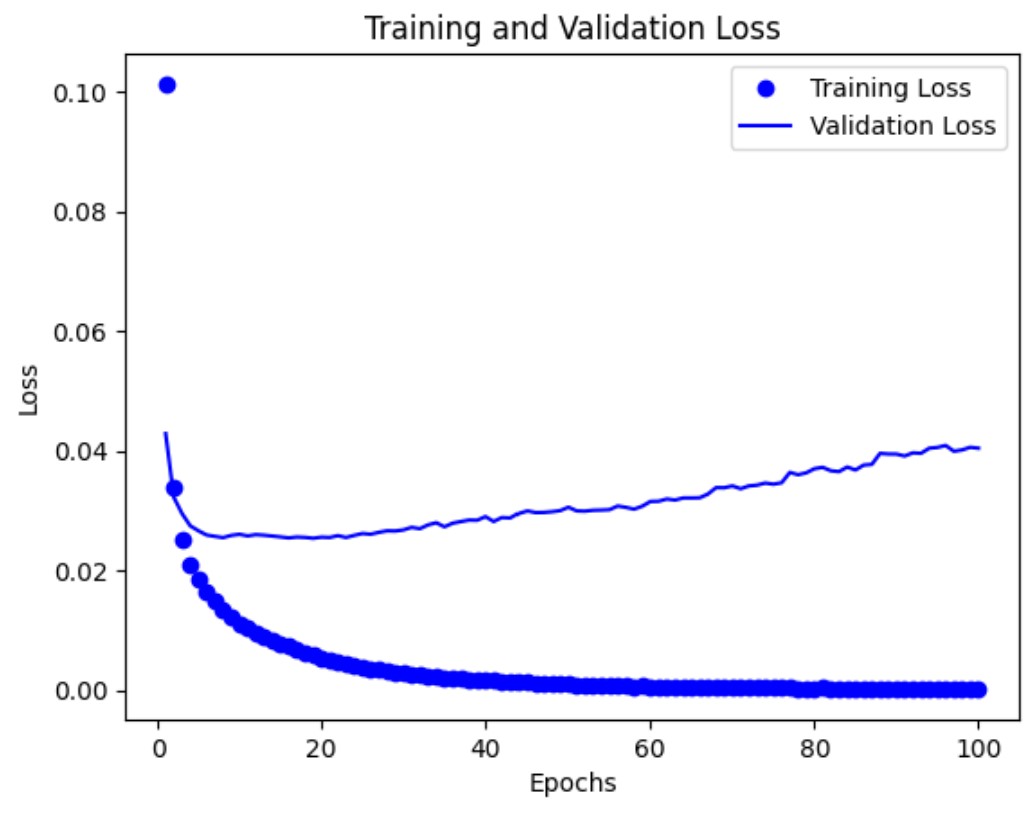 Training and Validation Loss
Training Loss
Validation Loss
0.10
0.08
0.06
0.04
0.02
0.00
Loss
0 20 40 60 80 100
Epochs